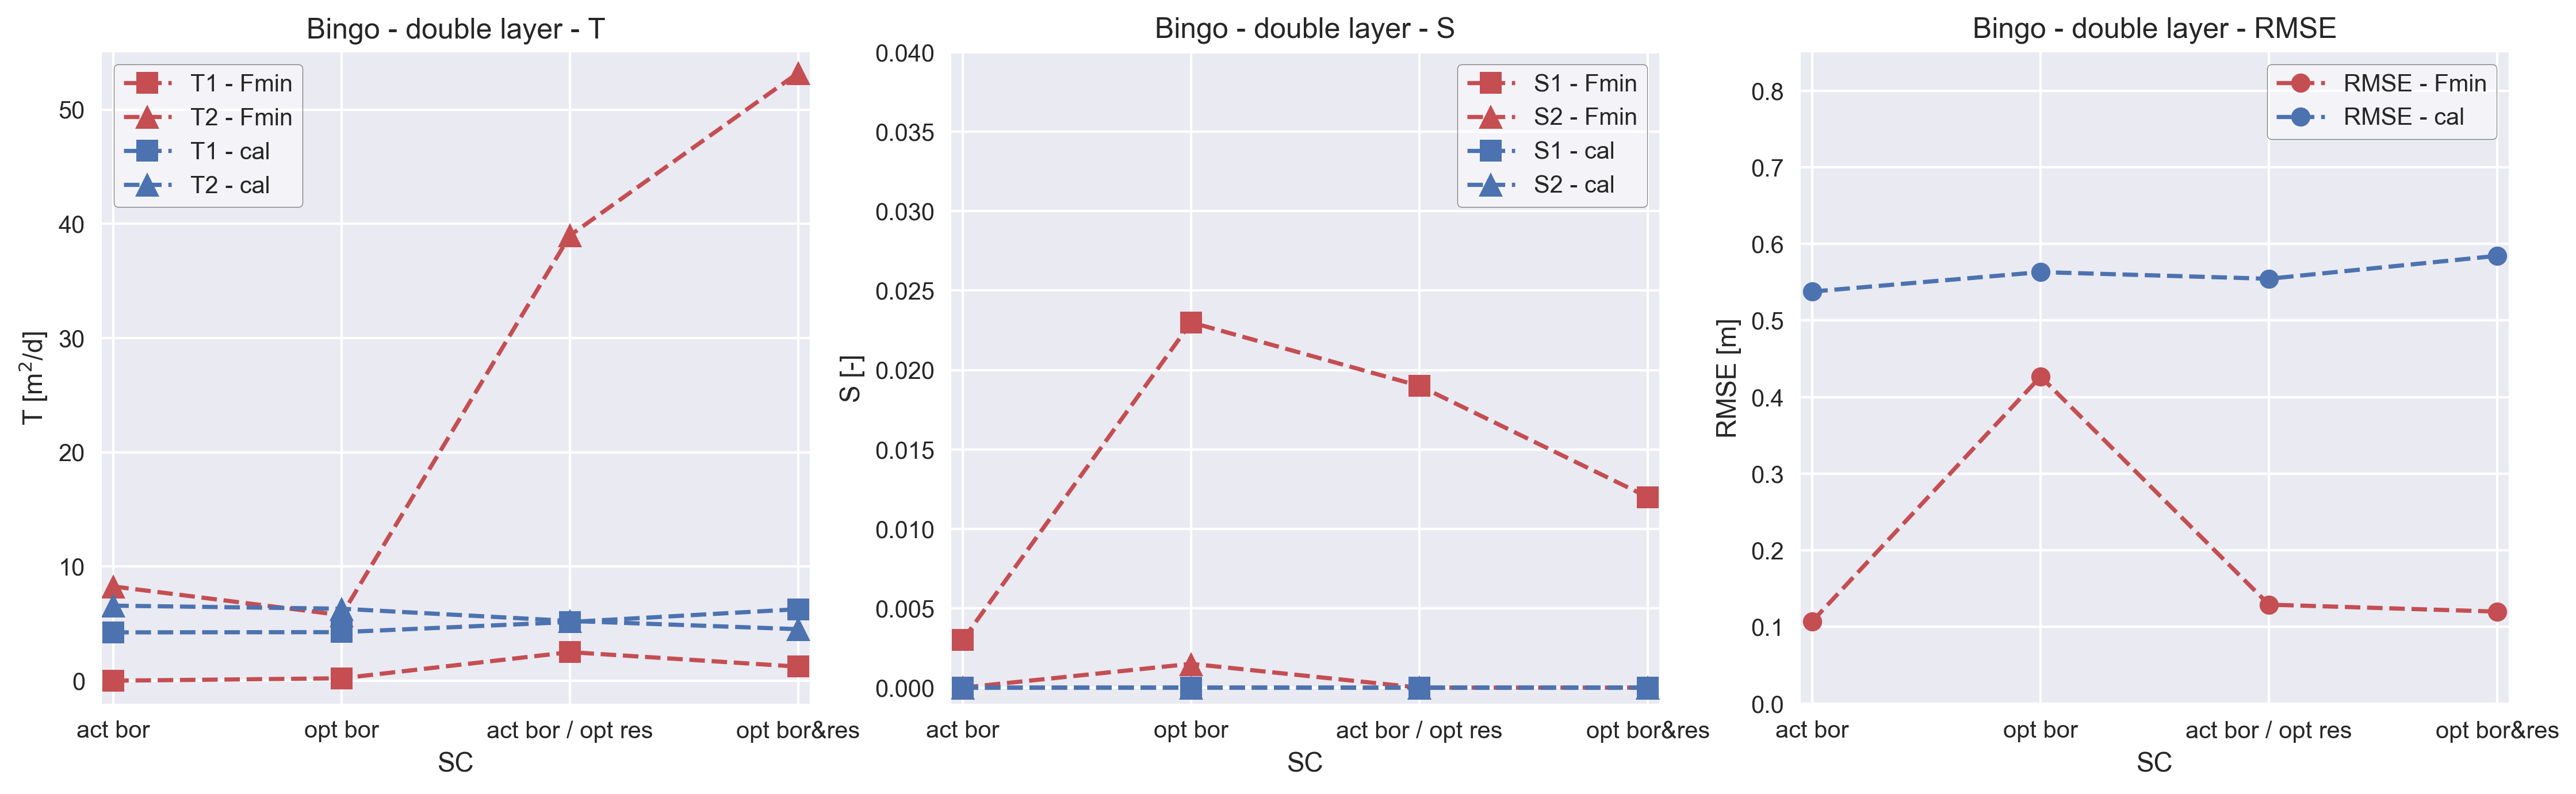 Bingo - double layer - T
T1 - Fmin
T2 - Fmin
T1 - cal
T2 - cal
50
40
30
20
10
0
T [m²/d]
act bor
opt bor
act bor / opt res
opt bor&res
SC
Bingo - double layer - S
S1 - Fmin
S2 - Fmin
S1 - cal
S2 - cal
0.040
0.035
0.030
0.025
0.020
0.015
0.010
0.005
0.000
S [-]
act bor
opt bor
act bor / opt res
opt bor&res
SC
Bingo - double layer - RMSE
RMSE - Fmin
RMSE - cal
0.8
0.7
0.6
0.5
0.4
0.3
0.2
0.1
0.0
RMSE [m]
act bor
opt bor
act bor / opt res
opt bor&res
SC